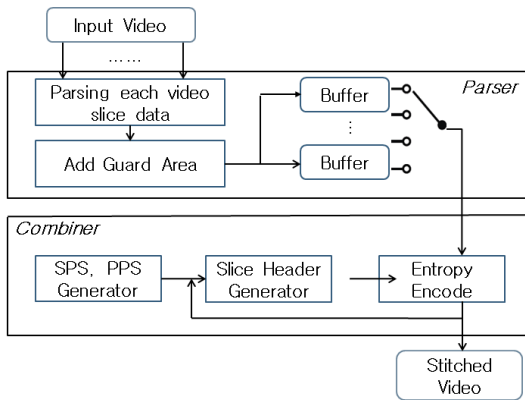 Input Video
... ...
Parser
Parsing each video
slice data
Buffer
⋮
Add Guard Area
Buffer
Combiner
SPS, PPS
Generator
Slice Header
Generator
Entropy
Encode
Stitched
Video